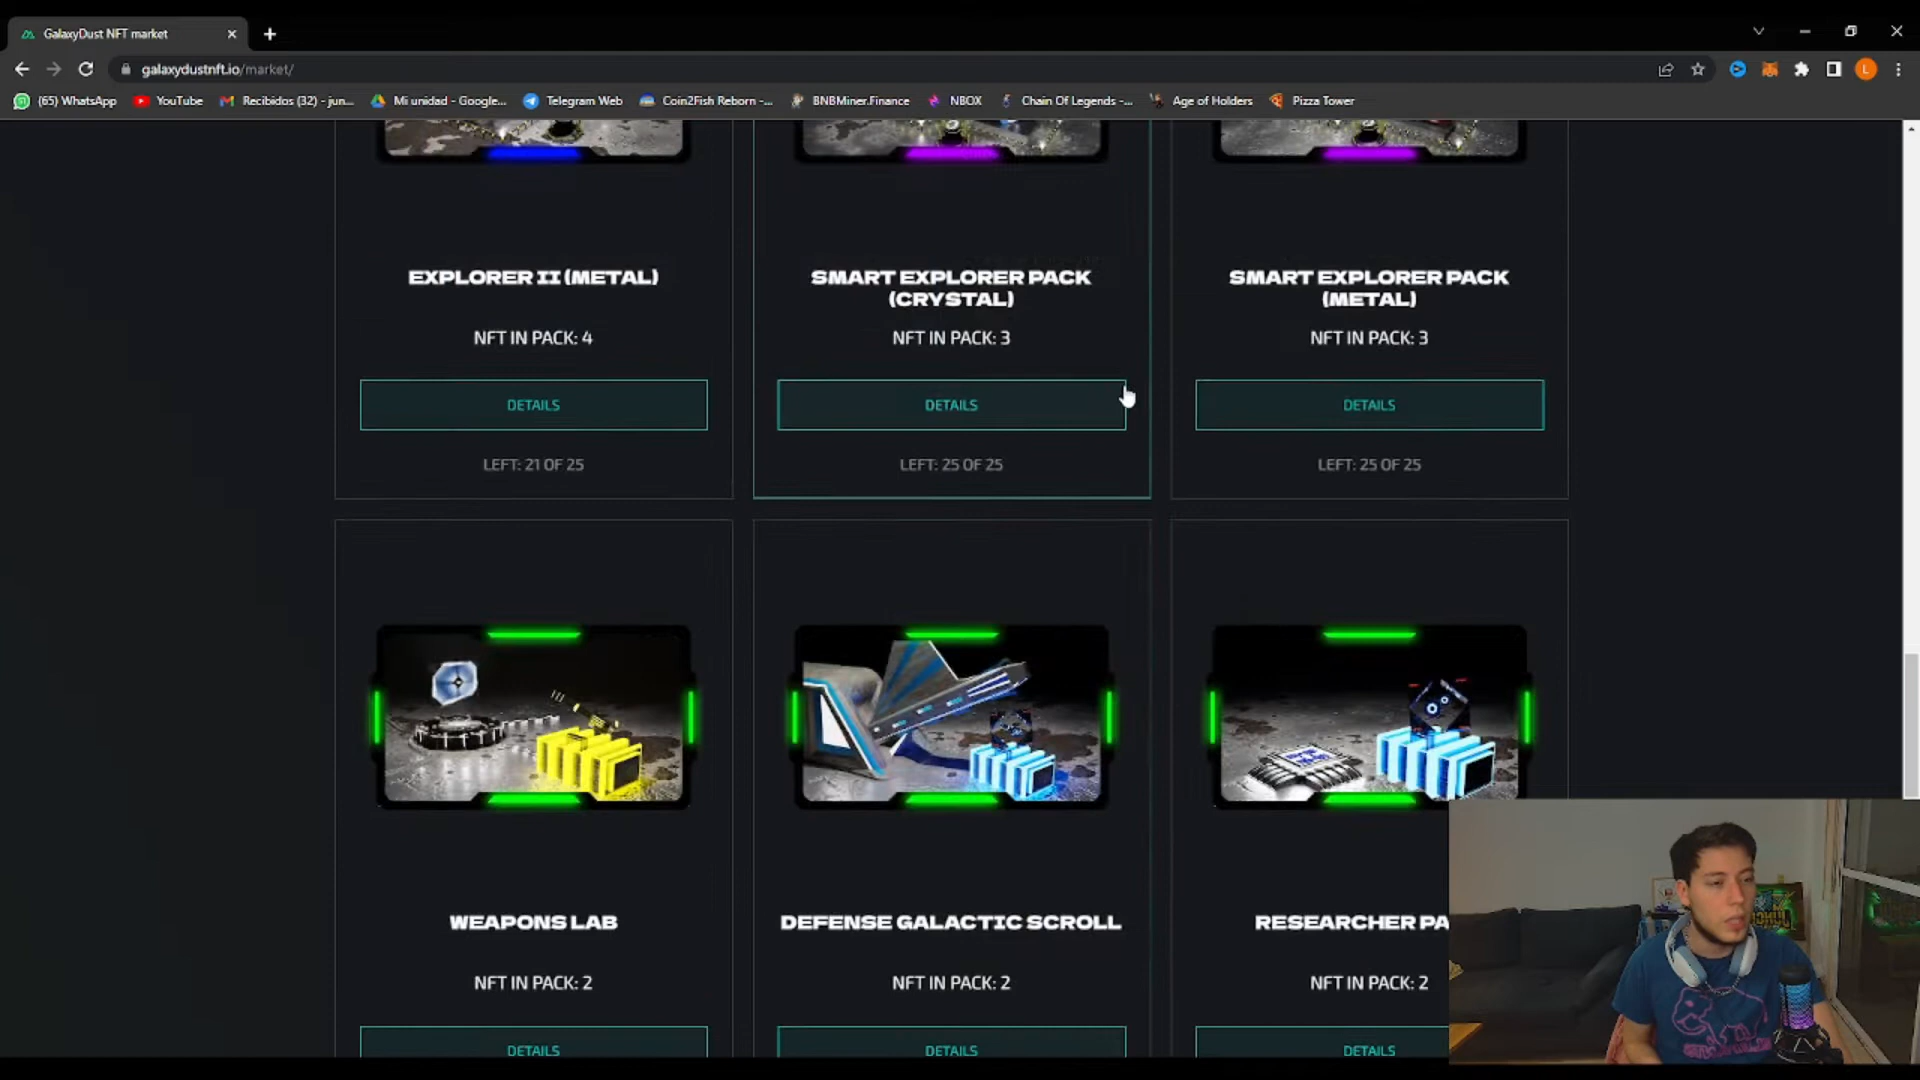 GalaxyDust NFT market
galaxydustnft.io/market/
L
(65) WhatsApp
YouTube
Recibidos (32) - jun...
Mi unidad - Google...
Telegram Web
Coin2Fish Reborn -...
BNBMiner.Finance
NBOX
Chain Of Legends -...
Age of Holders
Pizza Tower
EXPLORER II (METAL)
NFT IN PACK: 4
DETAILS
LEFT: 21 OF 25
SMART EXPLORER PACK
(CRYSTAL)
NFT IN PACK: 3
DETAILS
LEFT: 25 OF 25
SMART EXPLORER PACK
(METAL)
NFT IN PACK: 3
DETAILS
LEFT: 25 OF 25
WEAPONS LAB
NFT IN PACK: 2
DETAILS
DEFENSE GALACTIC SCROLL
NFT IN PACK: 2
DETAILS
RESEARCHER PA
NFT IN PACK: 2
DETAILS